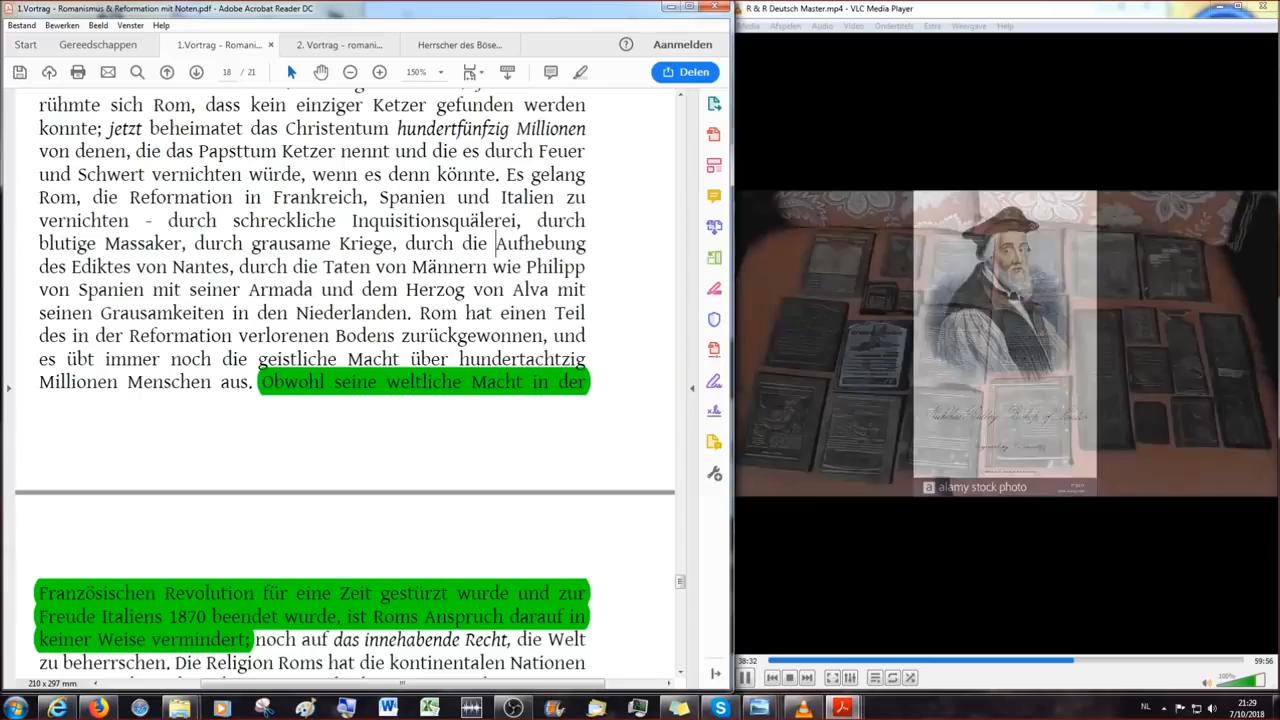 1.Vortrag - Romanismus & Reformation mit Noten.pdf - Adobe Acrobat Reader DC
Bestand Bewerken Beeld Venster Help
Start Gereedschappen 1.Vortrag - Romani... 2. Vortrag - romani... Herrscher des Böse... Aanmelden
18 / 21 150% Delen
rühmte sich Rom, dass kein einziger Ketzer gefunden werden
konnte; jetzt beheimatet das Christentum hundertfünfzig Millionen
von denen, die das Papsttum Ketzer nennt und die es durch Feuer
und Schwert vernichten würde, wenn es denn könnte. Es gelang
Rom, die Reformation in Frankreich, Spanien und Italien zu
vernichten - durch schreckliche Inquisitionsquälerei, durch
blutige Massaker, durch grausame Kriege, durch die Aufhebung
des Ediktes von Nantes, durch die Taten von Männern wie Philipp
von Spanien mit seiner Armada und dem Herzog von Alva mit
seinen Grausamkeiten in den Niederlanden. Rom hat einen Teil
des in der Reformation verlorenen Bodens zurückgewonnen, und
es übt immer noch die geistliche Macht über hundertachtzig
Millionen Menschen aus. Obwohl seine weltliche Macht in der
Französischen Revolution für eine Zeit gestürzt wurde und zur
Freude Italiens 1870 beendet wurde, ist Roms Anspruch darauf in
keiner Weise vermindert; noch auf das innehabende Recht, die Welt
zu beherrschen. Die Religion Roms hat die kontinentalen Nationen
210 x 297 mm
R & R Deutsch Master.mp4 - VLC Media Player
Media Afspelen Audio Video Ondertitels Extra Weergave Help
a alamy stock photo
38:32 59:56
100%
NL 21:29
7/10/2018